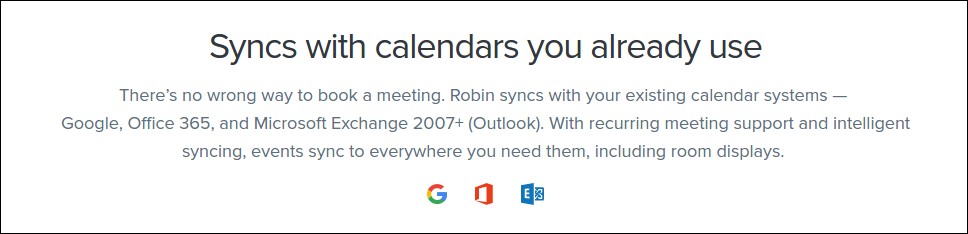 Syncs with calendars you already use
There’s no wrong way to book a meeting. Robin syncs with your existing calendar systems —
Google, Office 365, and Microsoft Exchange 2007+ (Outlook). With recurring meeting support and intelligent
syncing, events sync to everywhere you need them, including room displays.